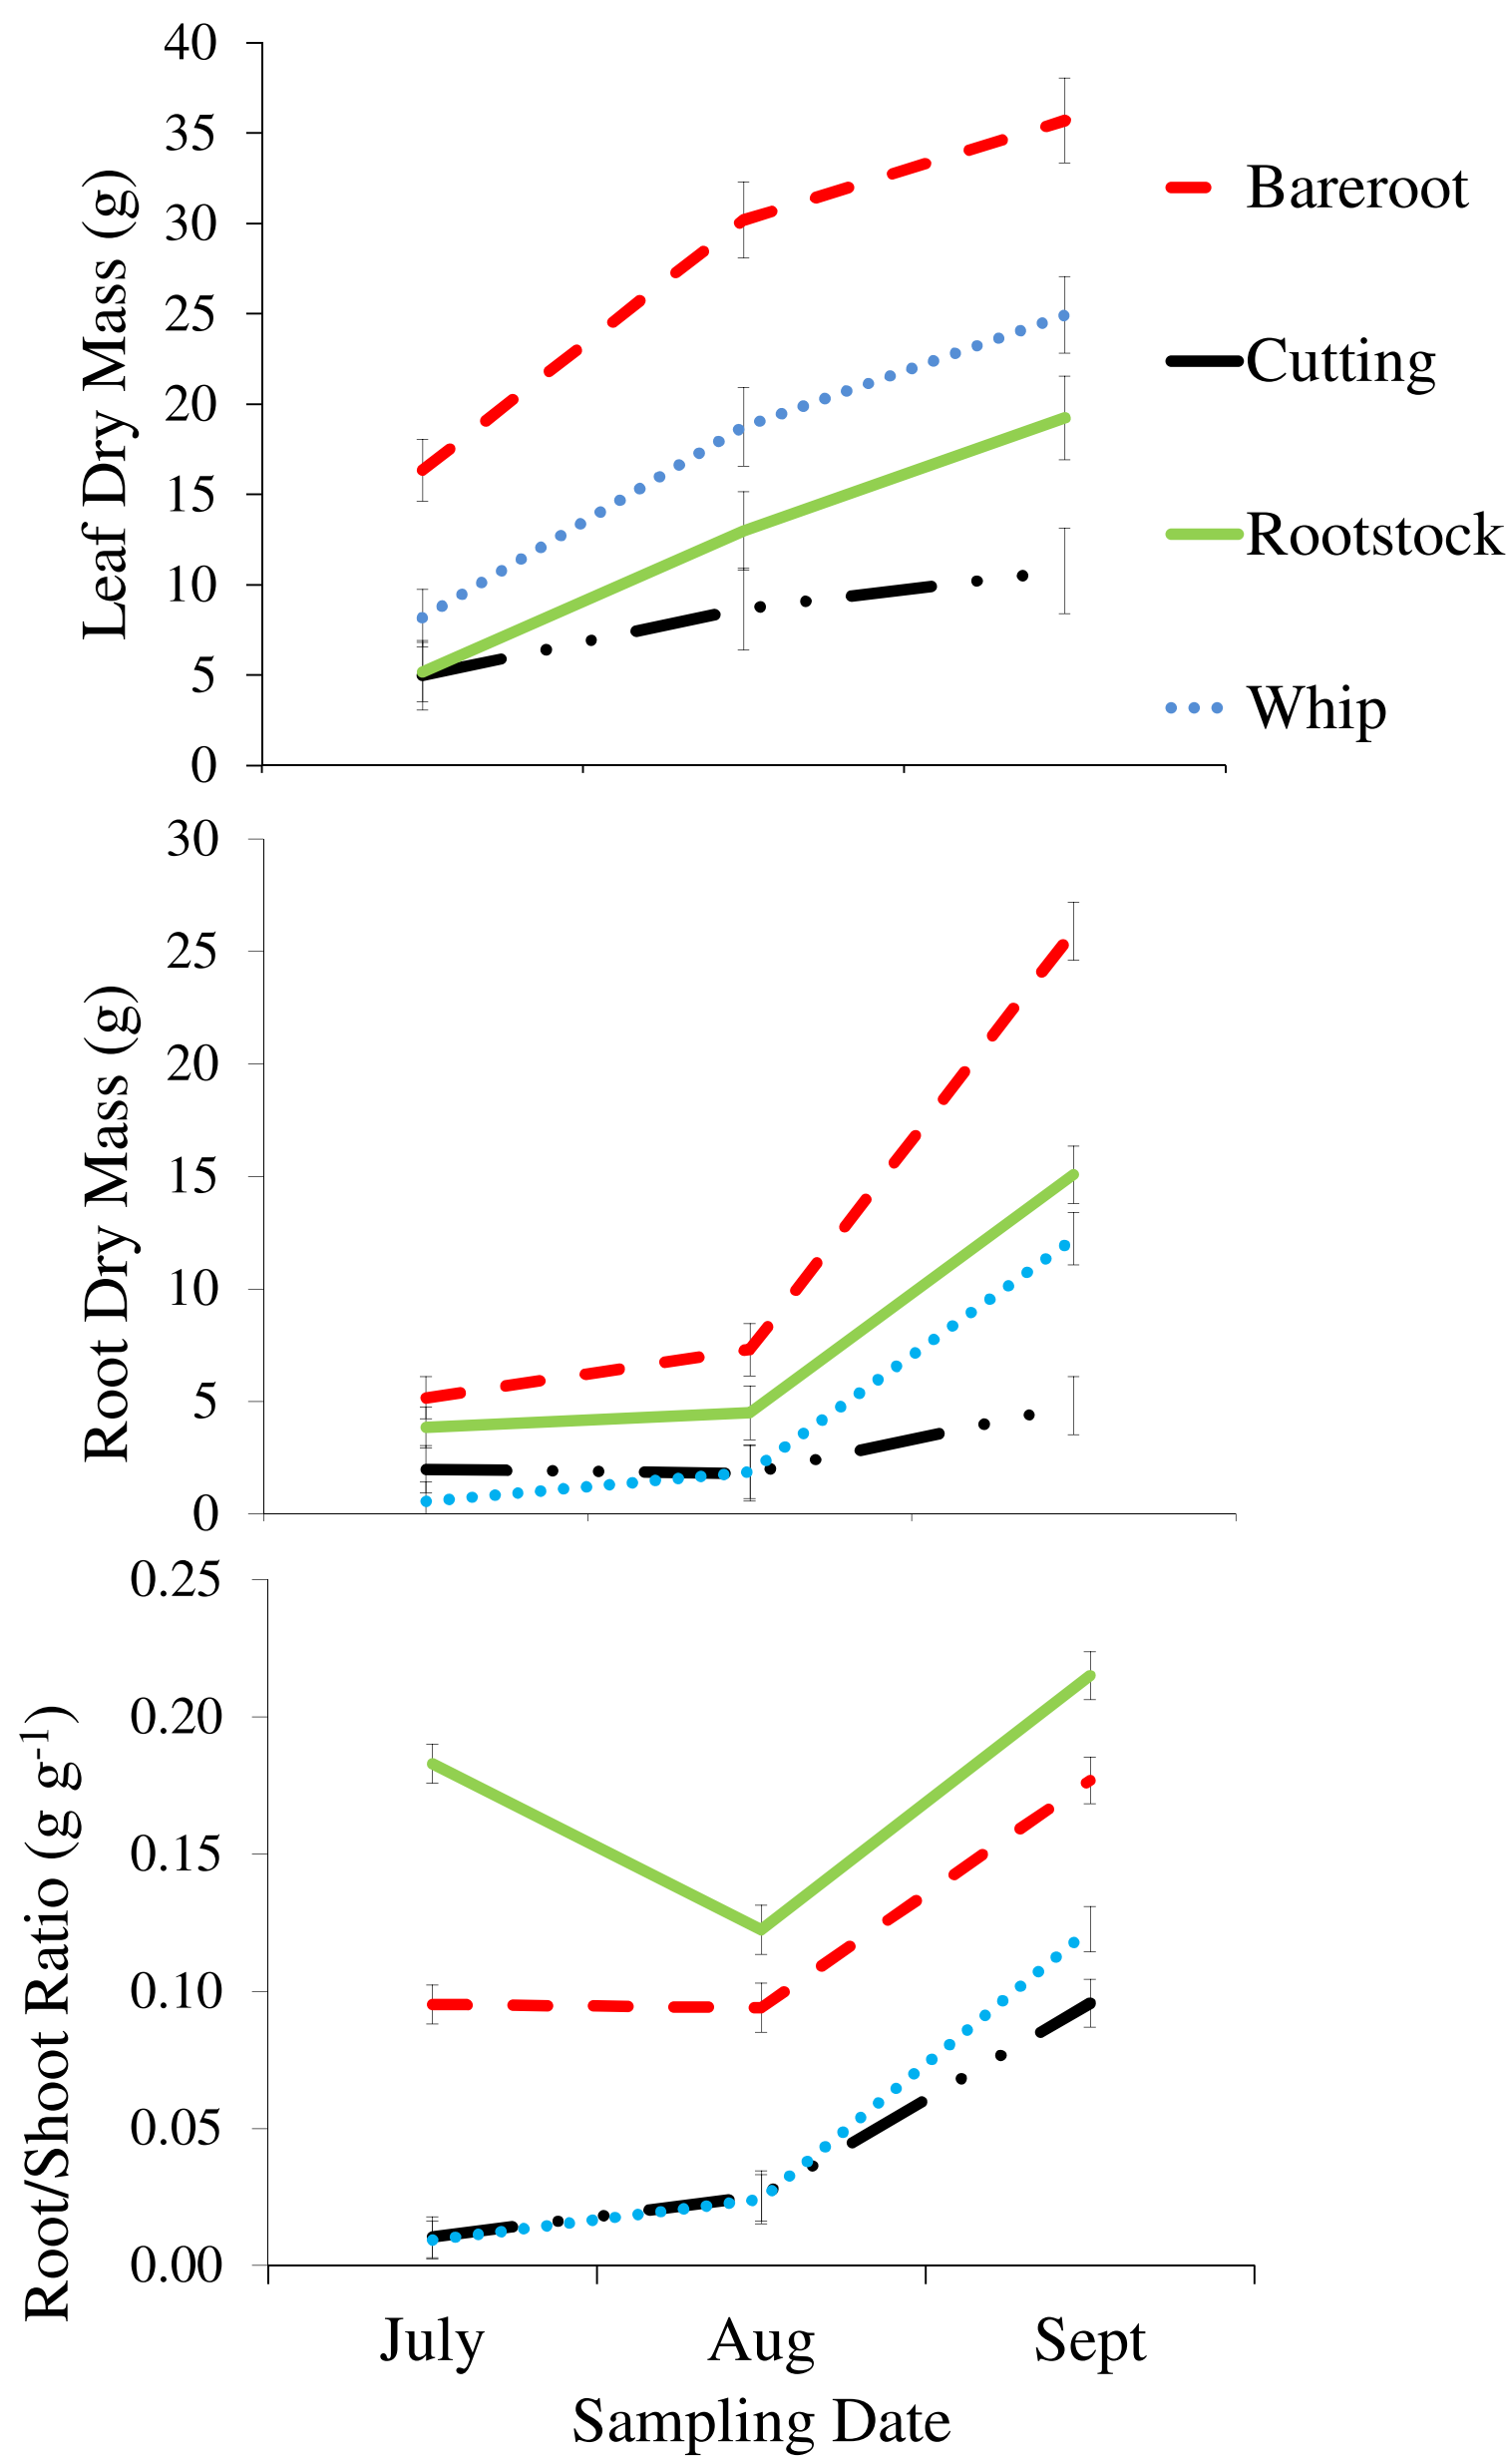 Leaf Dry Mass (g)
40
35
30
25
20
15
10
5
0
Bareroot
Cutting
Rootstock
Whip
Root Dry Mass (g)
30
25
20
15
10
5
0
Root/Shoot Ratio (g g-1)
0.25
0.20
0.15
0.10
0.05
0.00
July Aug Sept
Sampling Date